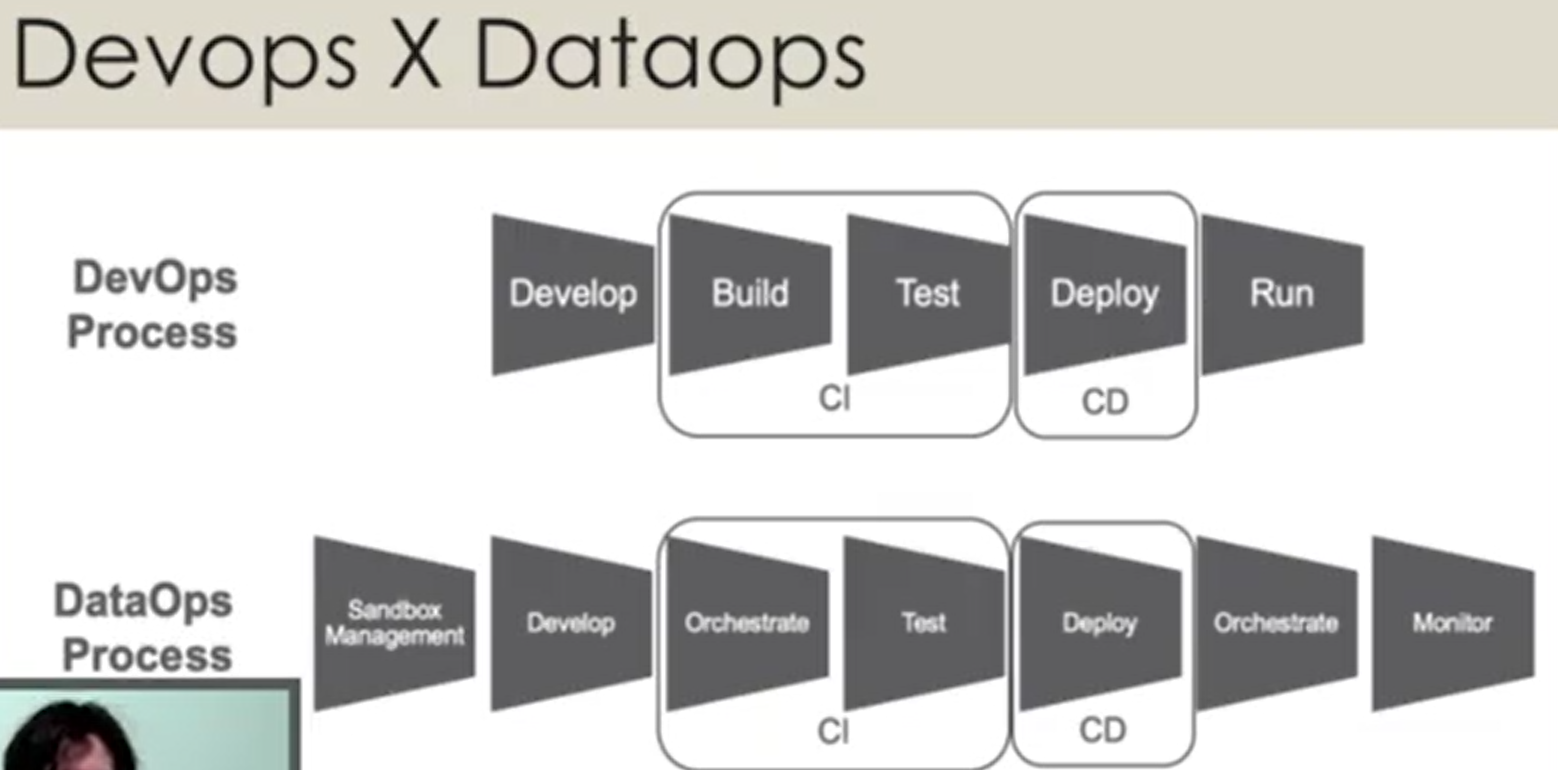 Devops X Dataops
DevOps
Process
Develop
Build
Test
Deploy
Run
CI
CD
DataOps
Process
Sandbox
Management
Develop
Orchestrate
Test
Deploy
Orchestrate
Monitor
CI
CD